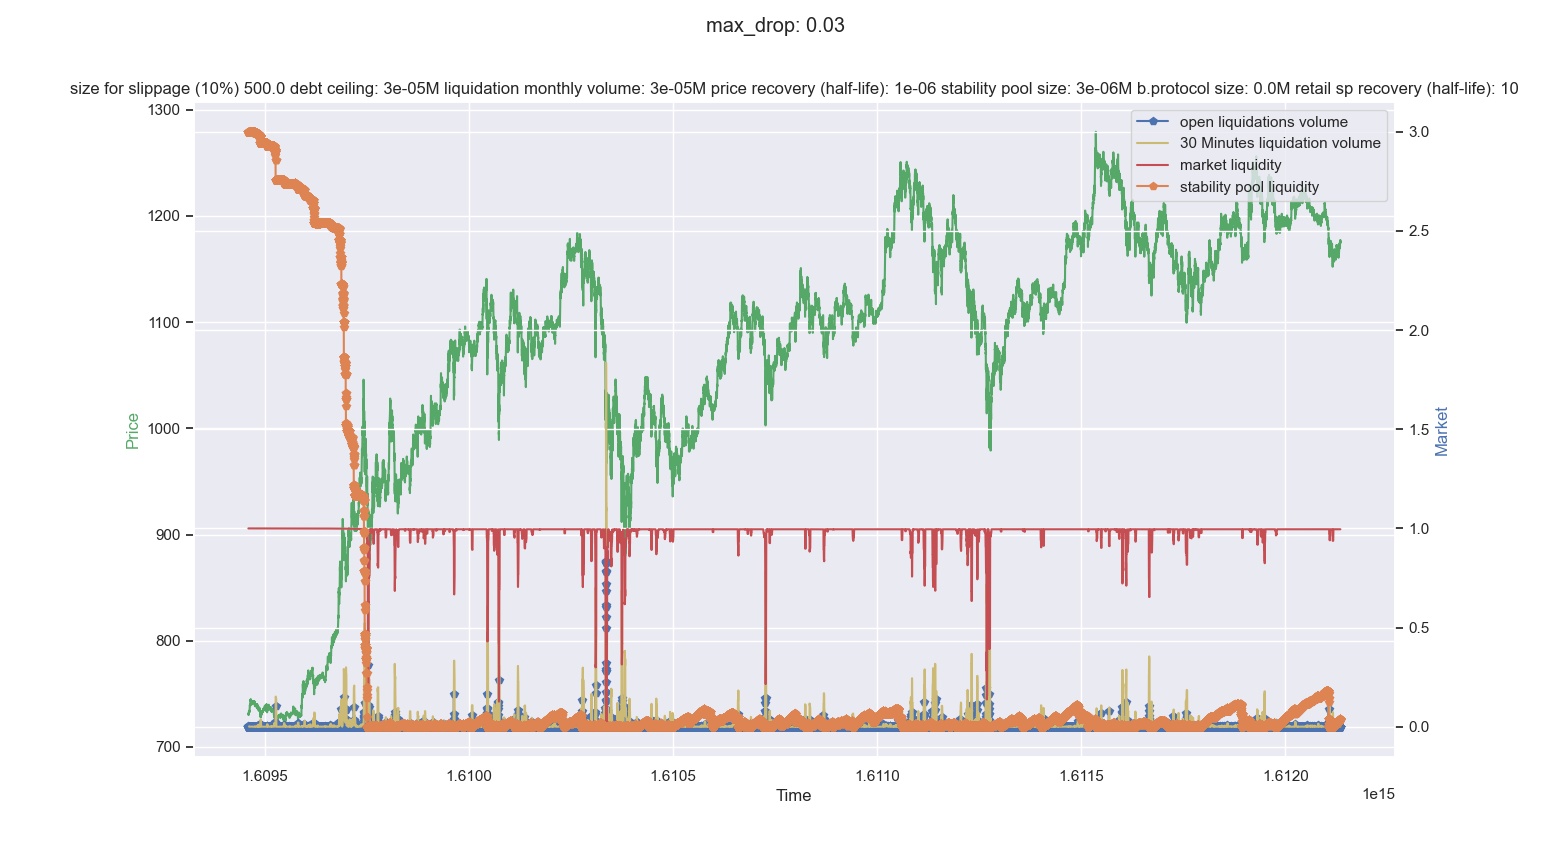 max_drop: 0.03
size for slippage (10%) 500.0 debt ceiling: 3e-05M liquidation monthly volume: 3e-05M price recovery (half-life): 1e-06 stability pool size: 3e-06M b.protocol size: 0.0M retail sp recovery (half-life): 10
1300
1200
1100
1000
900
800
700
Price
open liquidations volume
30 Minutes liquidation volume
market liquidity
stability pool liquidity
3.0
2.5
2.0
1.5
1.0
0.5
0.0
Market
1.6095
1.6100
1.6105
1.6110
1.6115
1.6120
1e15
Time